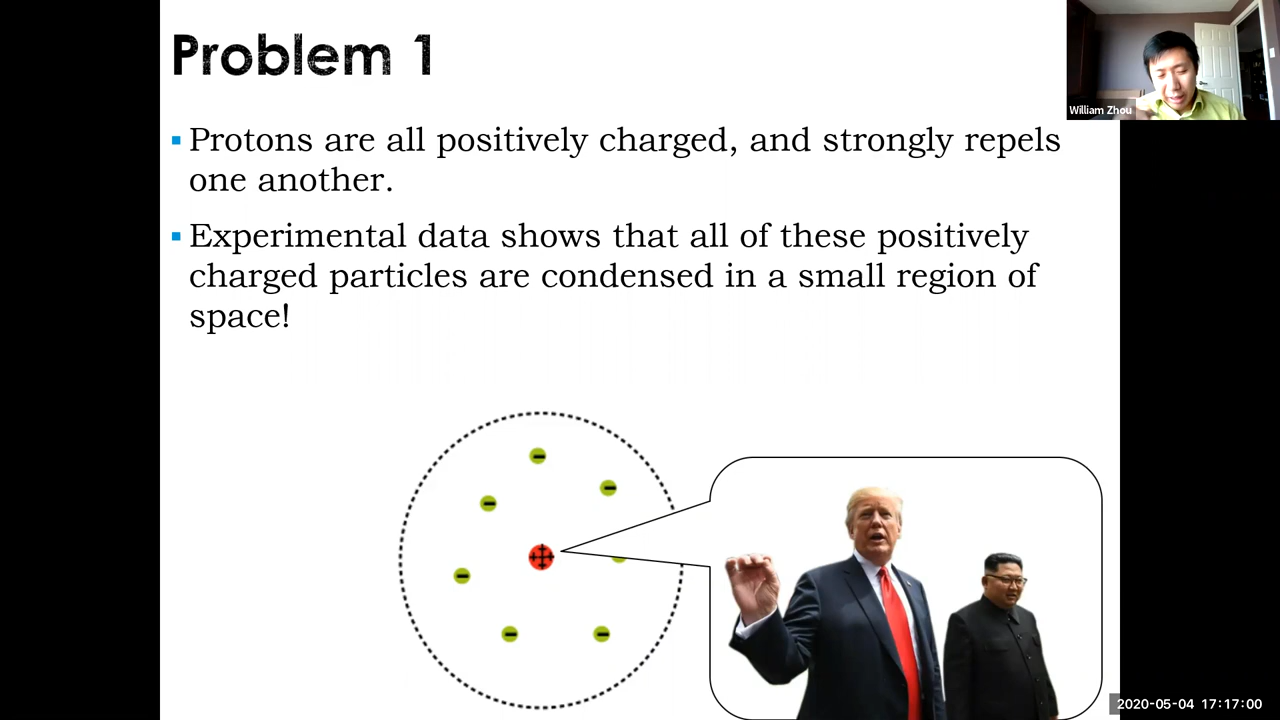 Problem 1
William Zhou
Protons are all positively charged, and strongly repels
one another.
Experimental data shows that all of these positively
charged particles are condensed in a small region of
space!
2020-05-04 17:17:00